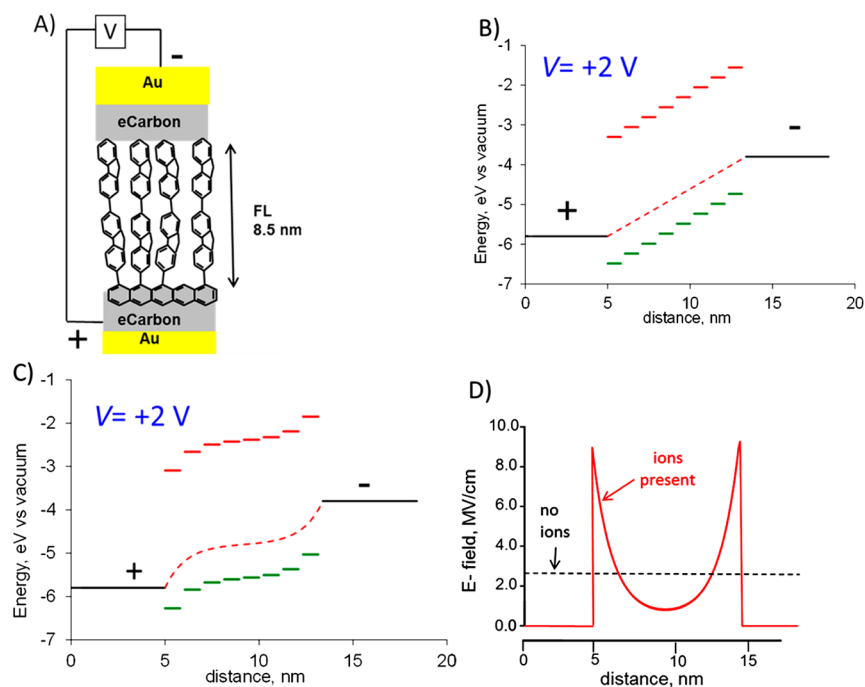 A)
V
-
Au
eCarbon
FL
8.5 nm
eCarbon
+
Au
B)
V= +2 V
Energy, eV vs vacuum
-1
-2
-3
-4
-5
-6
-7
+
-
0 5 10 15 20
distance, nm
C)
V= +2 V
Energy, eV vs vacuum
-1
-2
-3
-4
-5
-6
-7
+
-
0 5 10 15 20
distance, nm
D)
E- field, MV/cm
10.0
8.0
6.0
4.0
2.0
0.0
ions
present
no
ions
0 5 10 15
distance, nm